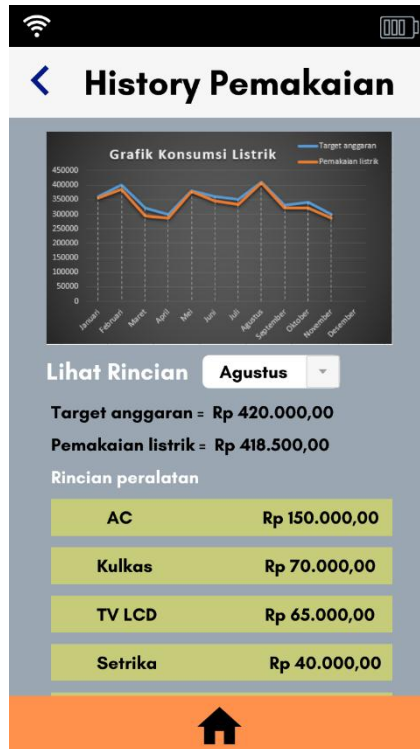 History Pemakaian
Grafik Konsumsi Listrik
Target anggaran
Pemakaian listrik
450000
400000
350000
300000
250000
200000
150000
100000
50000
0
Januari
Februari
Maret
April
Mei
Juni
Juli
Agustus
September
Oktober
November
Desember
Lihat Rincian Agustus
Target anggaran = Rp 420.000,00
Pemakaian listrik = Rp 418.500,00
Rincian peralatan
AC Rp 150.000,00
Kulkas Rp 70.000,00
TV LCD Rp 65.000,00
Setrika Rp 40.000,00